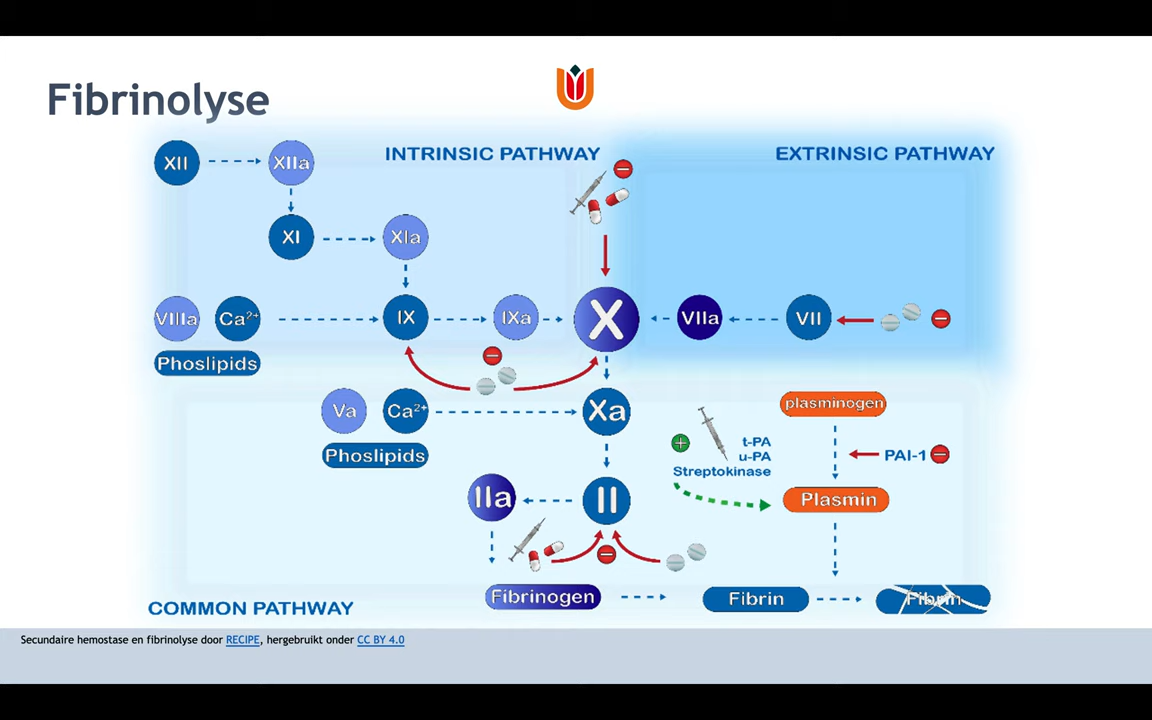 Fibrinolyse
INTRINSIC PATHWAY
EXTRINSIC PATHWAY
XII
XIIa
XI
XIa
VIIIa
Ca²⁺
IX
IXa
X
VIIa
VII
Phoslipids
Va
Ca²⁺
Xa
plasminogen
Phoslipids
t-PA
u-PA
Streptokinase
PAI-1
IIa
II
Plasmin
Fibrinogen
Fibrin
Fibrin
COMMON PATHWAY
Secundaire hemostase en fibrinolyse door RECIPE, hergebruikt onder CC BY 4.0